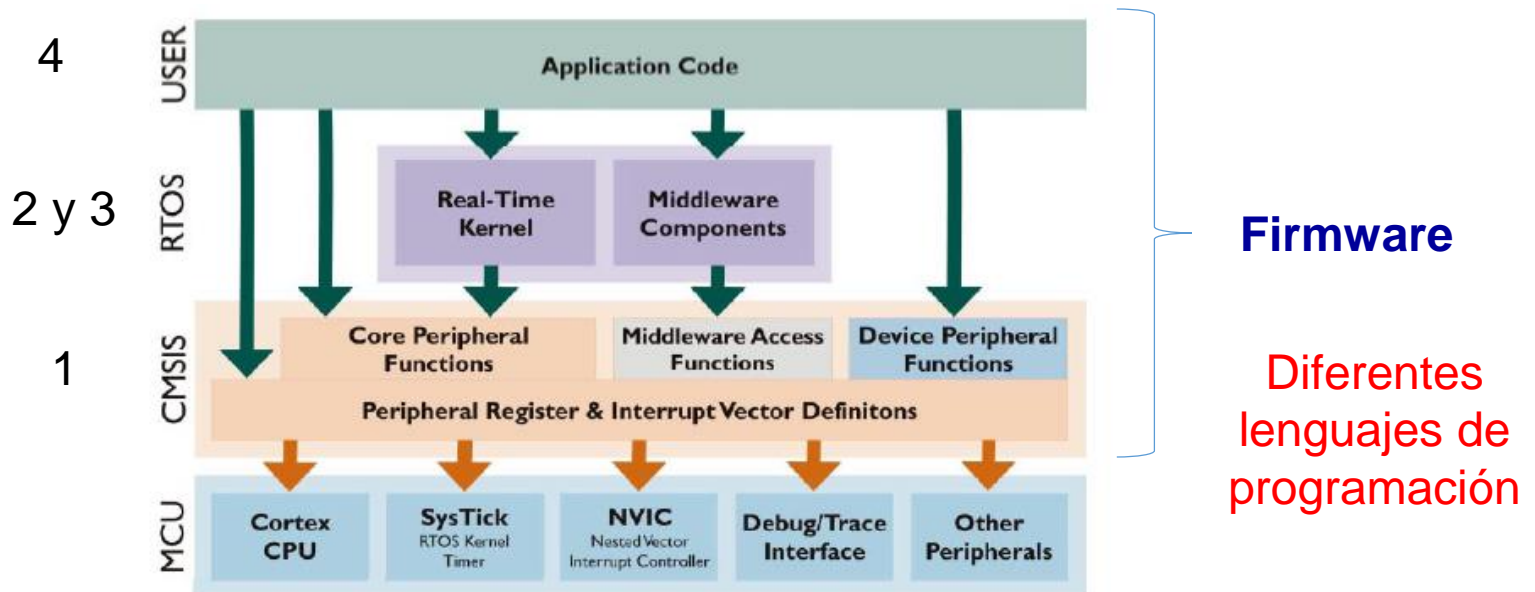 4
USER
Application Code
2 y 3
RTOS
Real-Time
Kernel
Middleware
Components
Firmware
1
CMSIS
Core Peripheral
Functions
Middleware Access
Functions
Device Peripheral
Functions
Peripheral Register & Interrupt Vector Definitons
Diferentes
lenguajes de
programación
MCU
Cortex
CPU
SysTick
RTOS Kernel
Timer
NVIC
Nested Vector
Interrupt Controller
Debug/Trace
Interface
Other
Peripherals